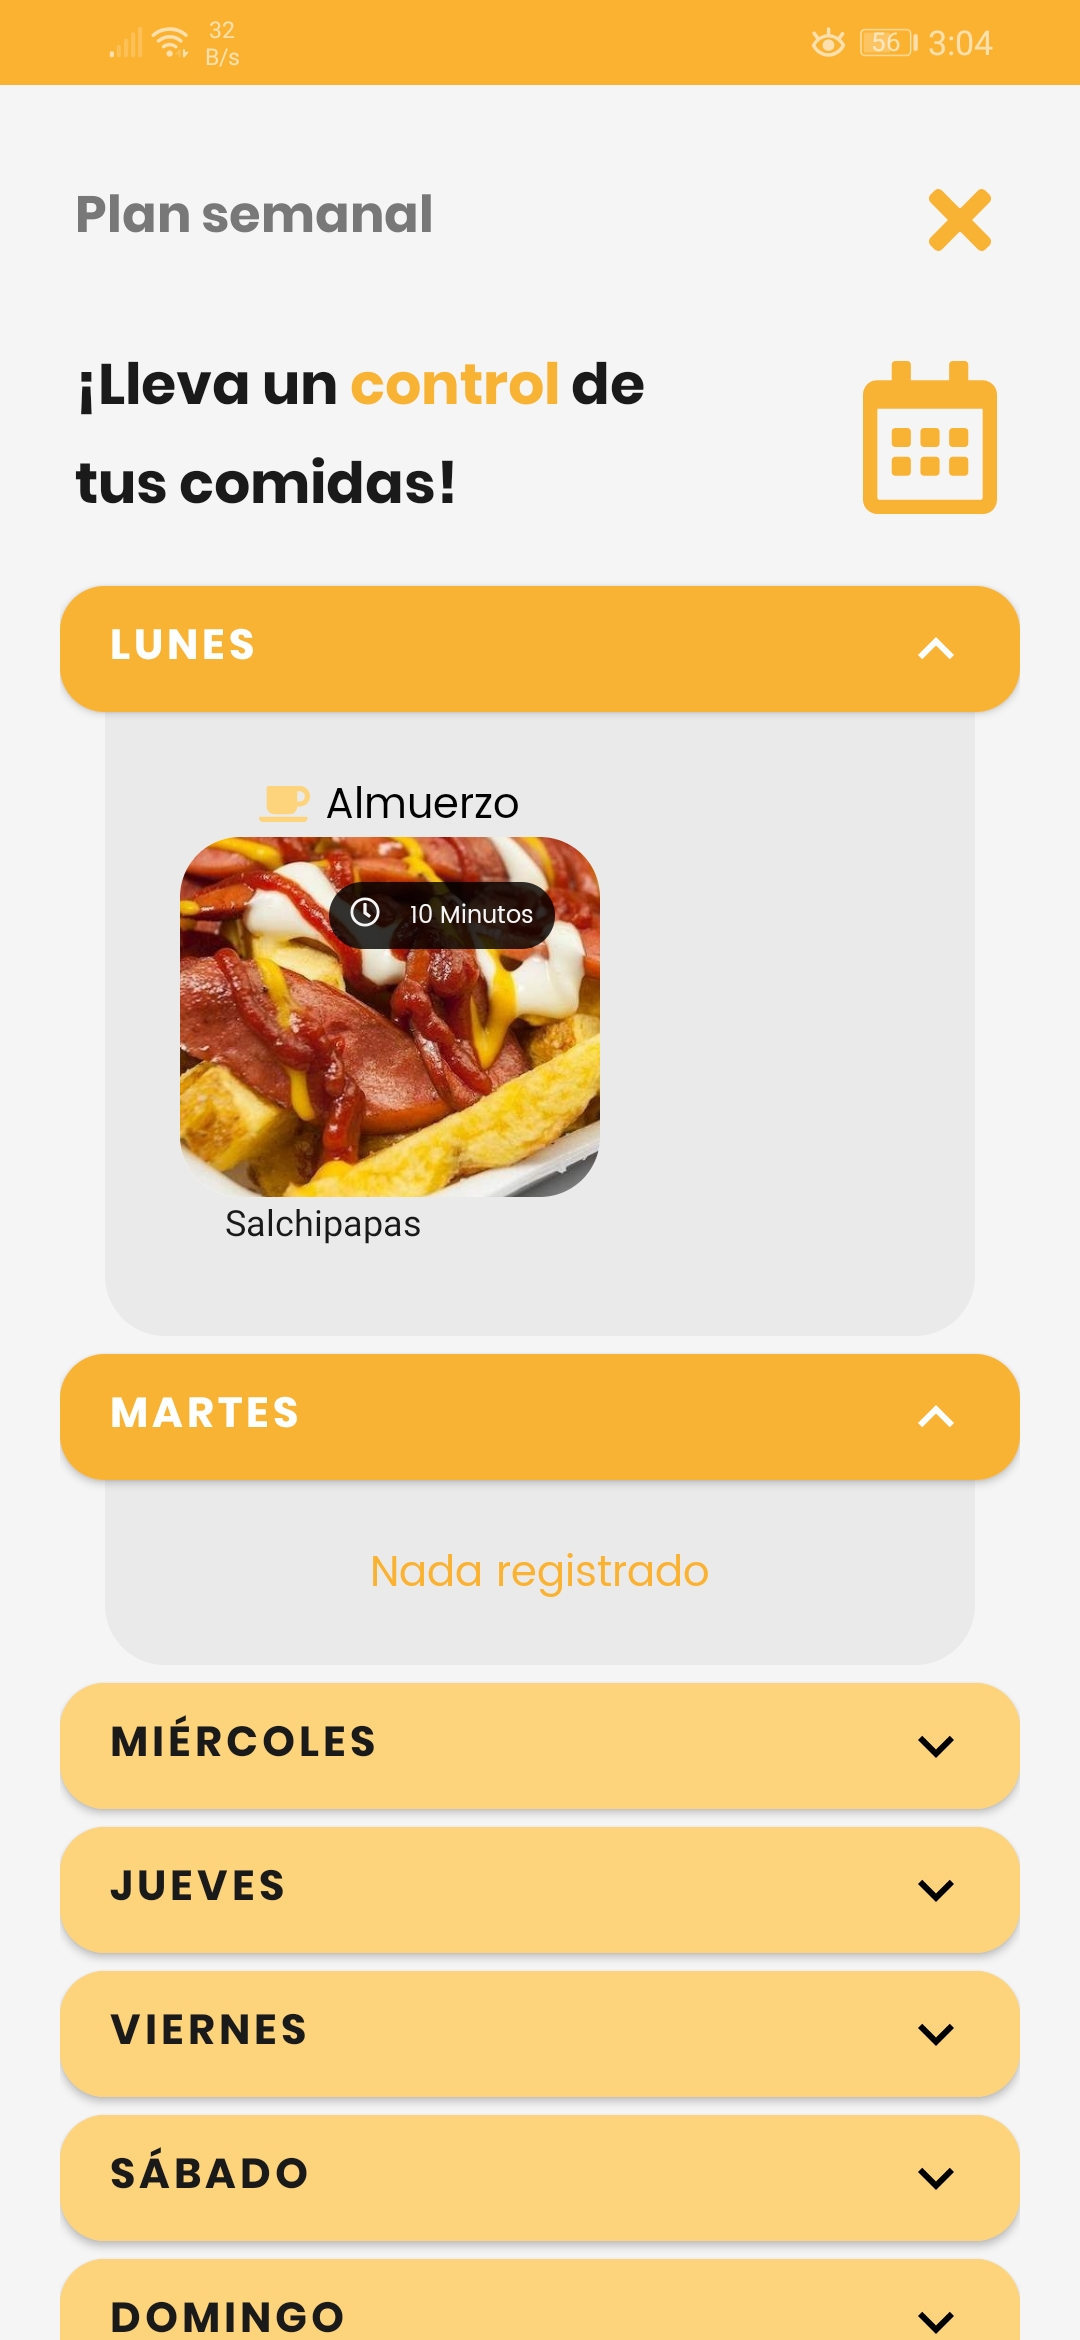 32
B/s
56
3:04
Plan semanal
¡Lleva un control de
tus comidas!
LUNES
Almuerzo
10 Minutos
Salchipapas
MARTES
Nada registrado
MIÉRCOLES
JUEVES
VIERNES
SÁBADO
DOMINGO